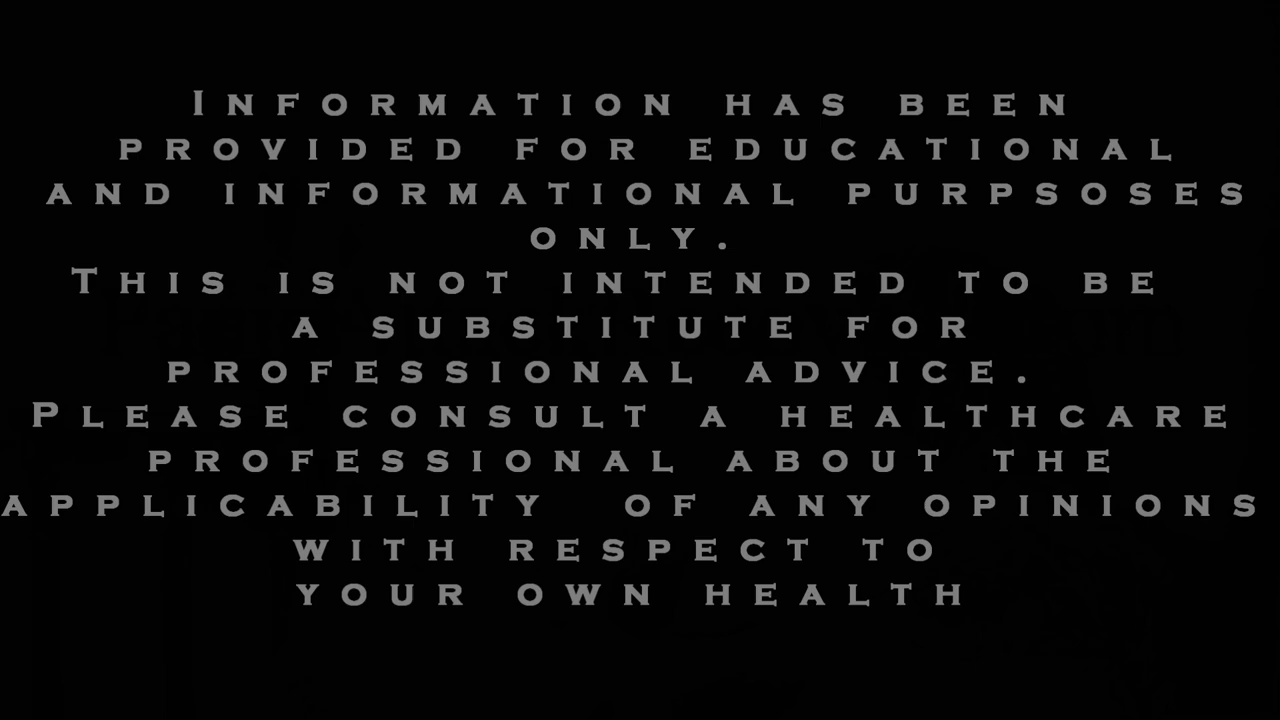 Information has been
provided for educational
and informational purpsoses
only.
This is not intended to be
a substitute for
professional advice.
Please consult a healthcare
professional about the
applicability of any opinions
with respect to
your own health